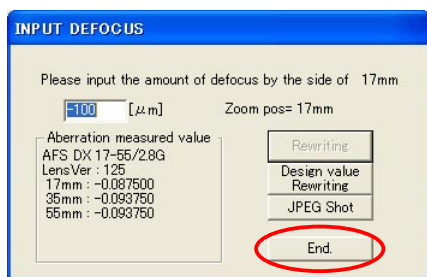 INPUT DEFOCUS
Please input the amount of defocus by the side of 17mm
-100 [μm] Zoom pos= 17mm
Aberration measured value
AFS DX 17-55/2.8G
LensVer : 125
17mm : -0.087500
35mm : -0.093750
55mm : -0.093750
Rewriting
Design value
Rewriting
JPEG Shot
End.